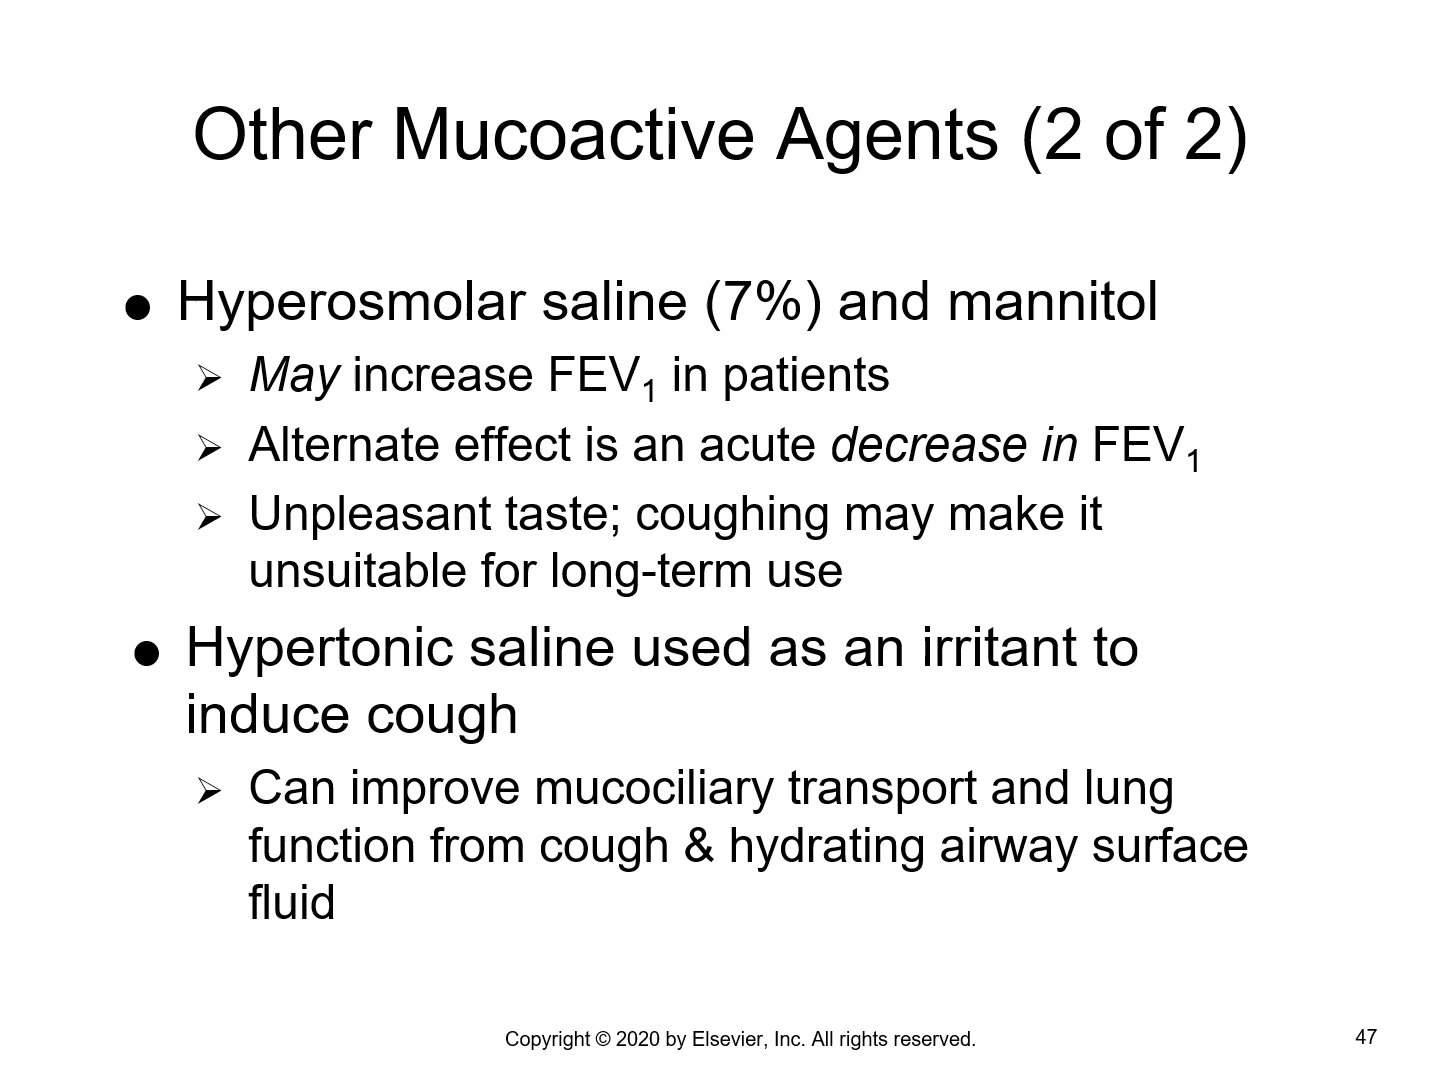 Other Mucoactive Agents (2 of 2)
● Hyperosmolar saline (7%) and mannitol
➢ May increase FEV₁ in patients
➢ Alternate effect is an acute decrease in FEV₁
➢ Unpleasant taste; coughing may make it
unsuitable for long-term use
● Hypertonic saline used as an irritant to
induce cough
➢ Can improve mucociliary transport and lung
function from cough & hydrating airway surface
fluid
Copyright © 2020 by Elsevier, Inc. All rights reserved.
47